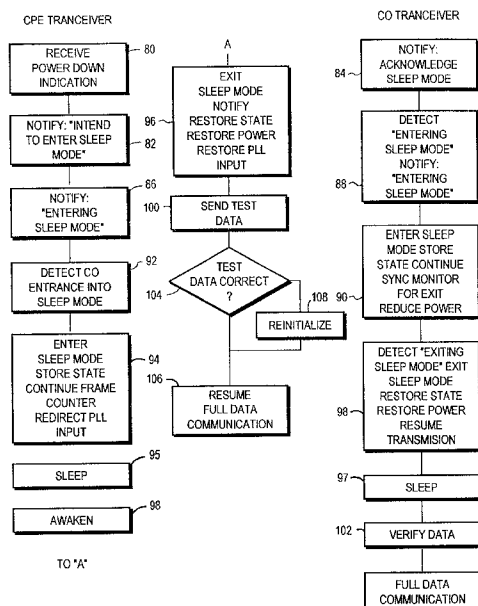 CPE TRANCEIVER
RECEIVE
POWER DOWN
INDICATION
80
NOTIFY: "INTEND
TO ENTER SLEEP
MODE"
82
NOTIFY:
"ENTERING
SLEEP MODE"
86
DETECT CO
ENTRANCE INTO
SLEEP MODE
92
ENTER
SLEEP MODE
STORE STATE
CONTINUE FRAME
COUNTER
REDIRECT PLL
INPUT
94
SLEEP
95
AWAKEN
98
TO "A"
A
EXIT
SLEEP MODE
NOTIFY
RESTORE STATE
RESTORE POWER
RESTORE PLL
INPUT
96
SEND TEST
DATA
100
TEST
DATA CORRECT
?
104
108
REINITIALIZE
106
RESUME
FULL DATA
COMMUNICATION
CO TRANCEIVER
NOTIFY:
ACKNOWLEDGE
SLEEP MODE
84
DETECT
"ENTERING
SLEEP MODE"
NOTIFY:
"ENTERING
SLEEP MODE"
88
ENTER SLEEP
MODE STORE
STATE CONTINUE
SYNC MONITOR
FOR EXIT
REDUCE POWER
90
DETECT "EXITING
SLEEP MODE" EXIT
SLEEP MODE
RESTORE STATE
RESTORE POWER
RESUME
TRANSMISION
98
97
SLEEP
102
VERIFY DATA
FULL DATA
COMMUNICATION